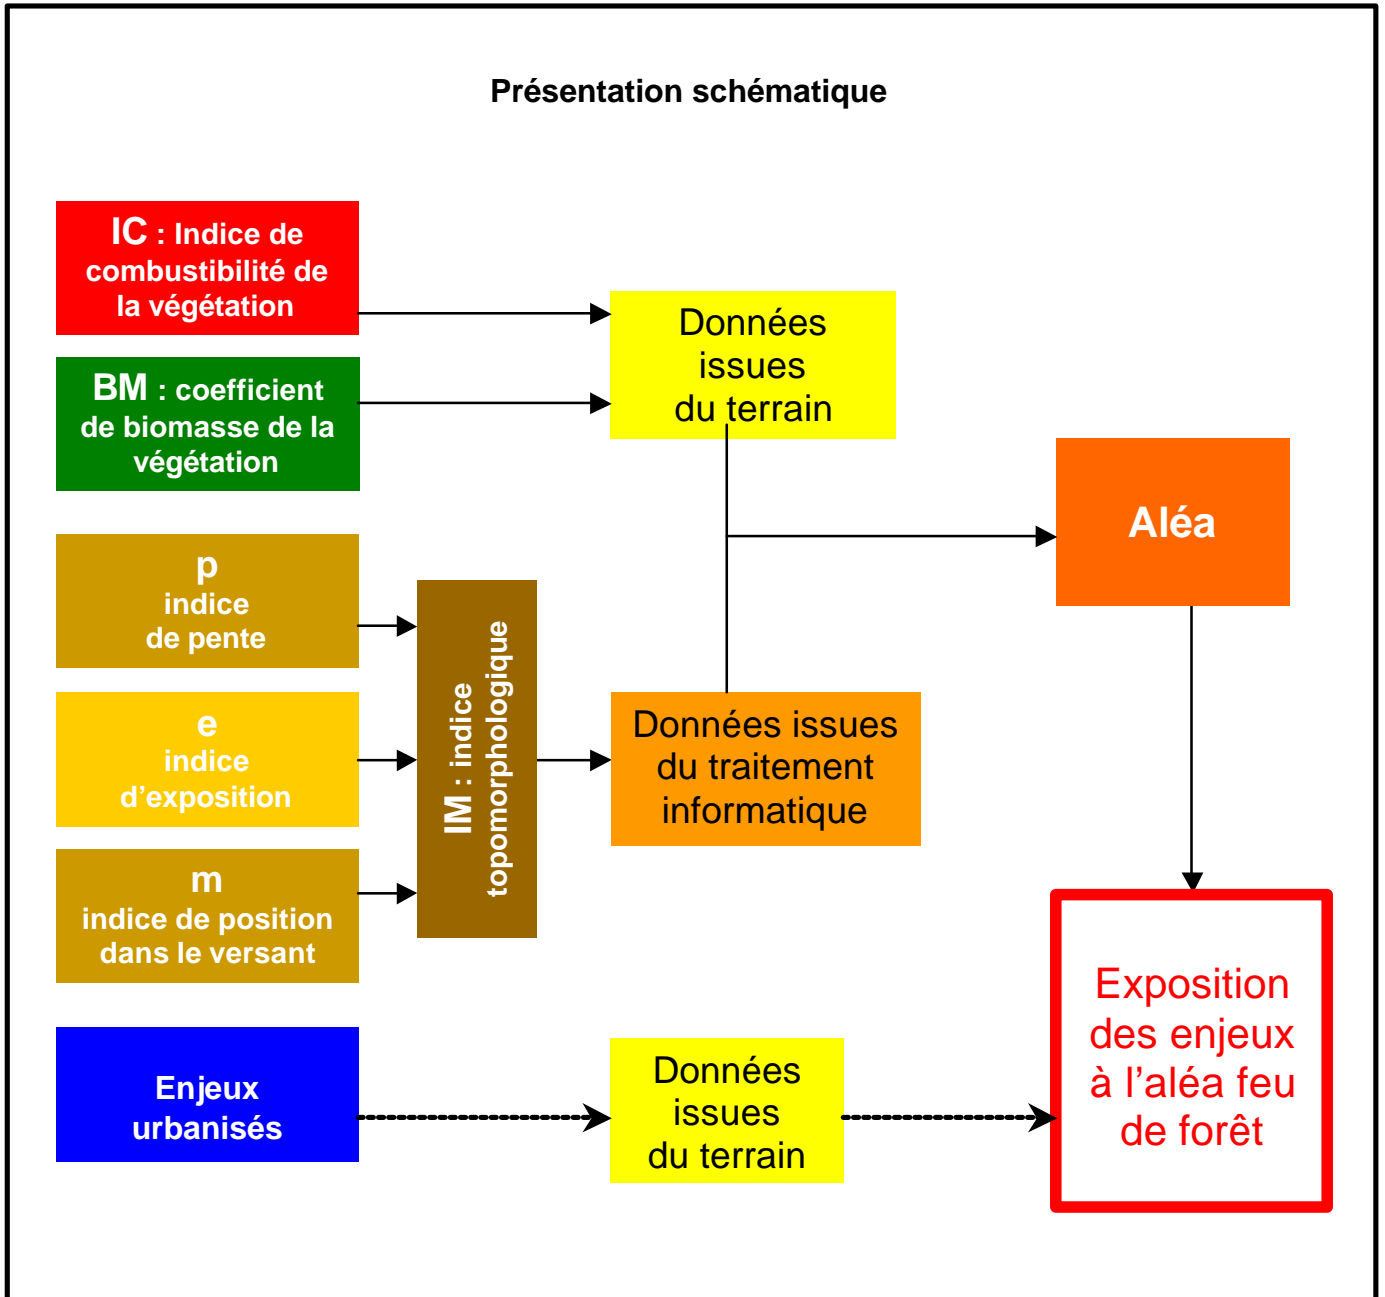 Présentation schématique
IC : Indice de
combustibilité de
la végétation
BM : coefficient
de biomasse de la
végétation
Données
issues
du terrain
Aléa
p
indice
de pente
e
indice
d'exposition
m
indice de position
dans le versant
IM : indice
topomorphologique
Données issues
du traitement
informatique
Enjeux
urbanisés
Données
issues
du terrain
Exposition
des enjeux
à l’aléa feu
de forêt